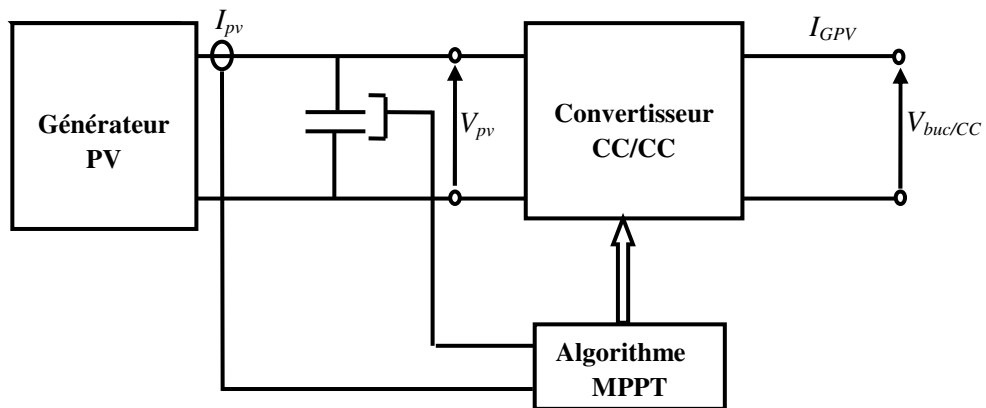 I_pv
I_GPV
Générateur
PV
V_pv
Convertisseur
CC/CC
V_buc/CC
Algorithme
MPPT